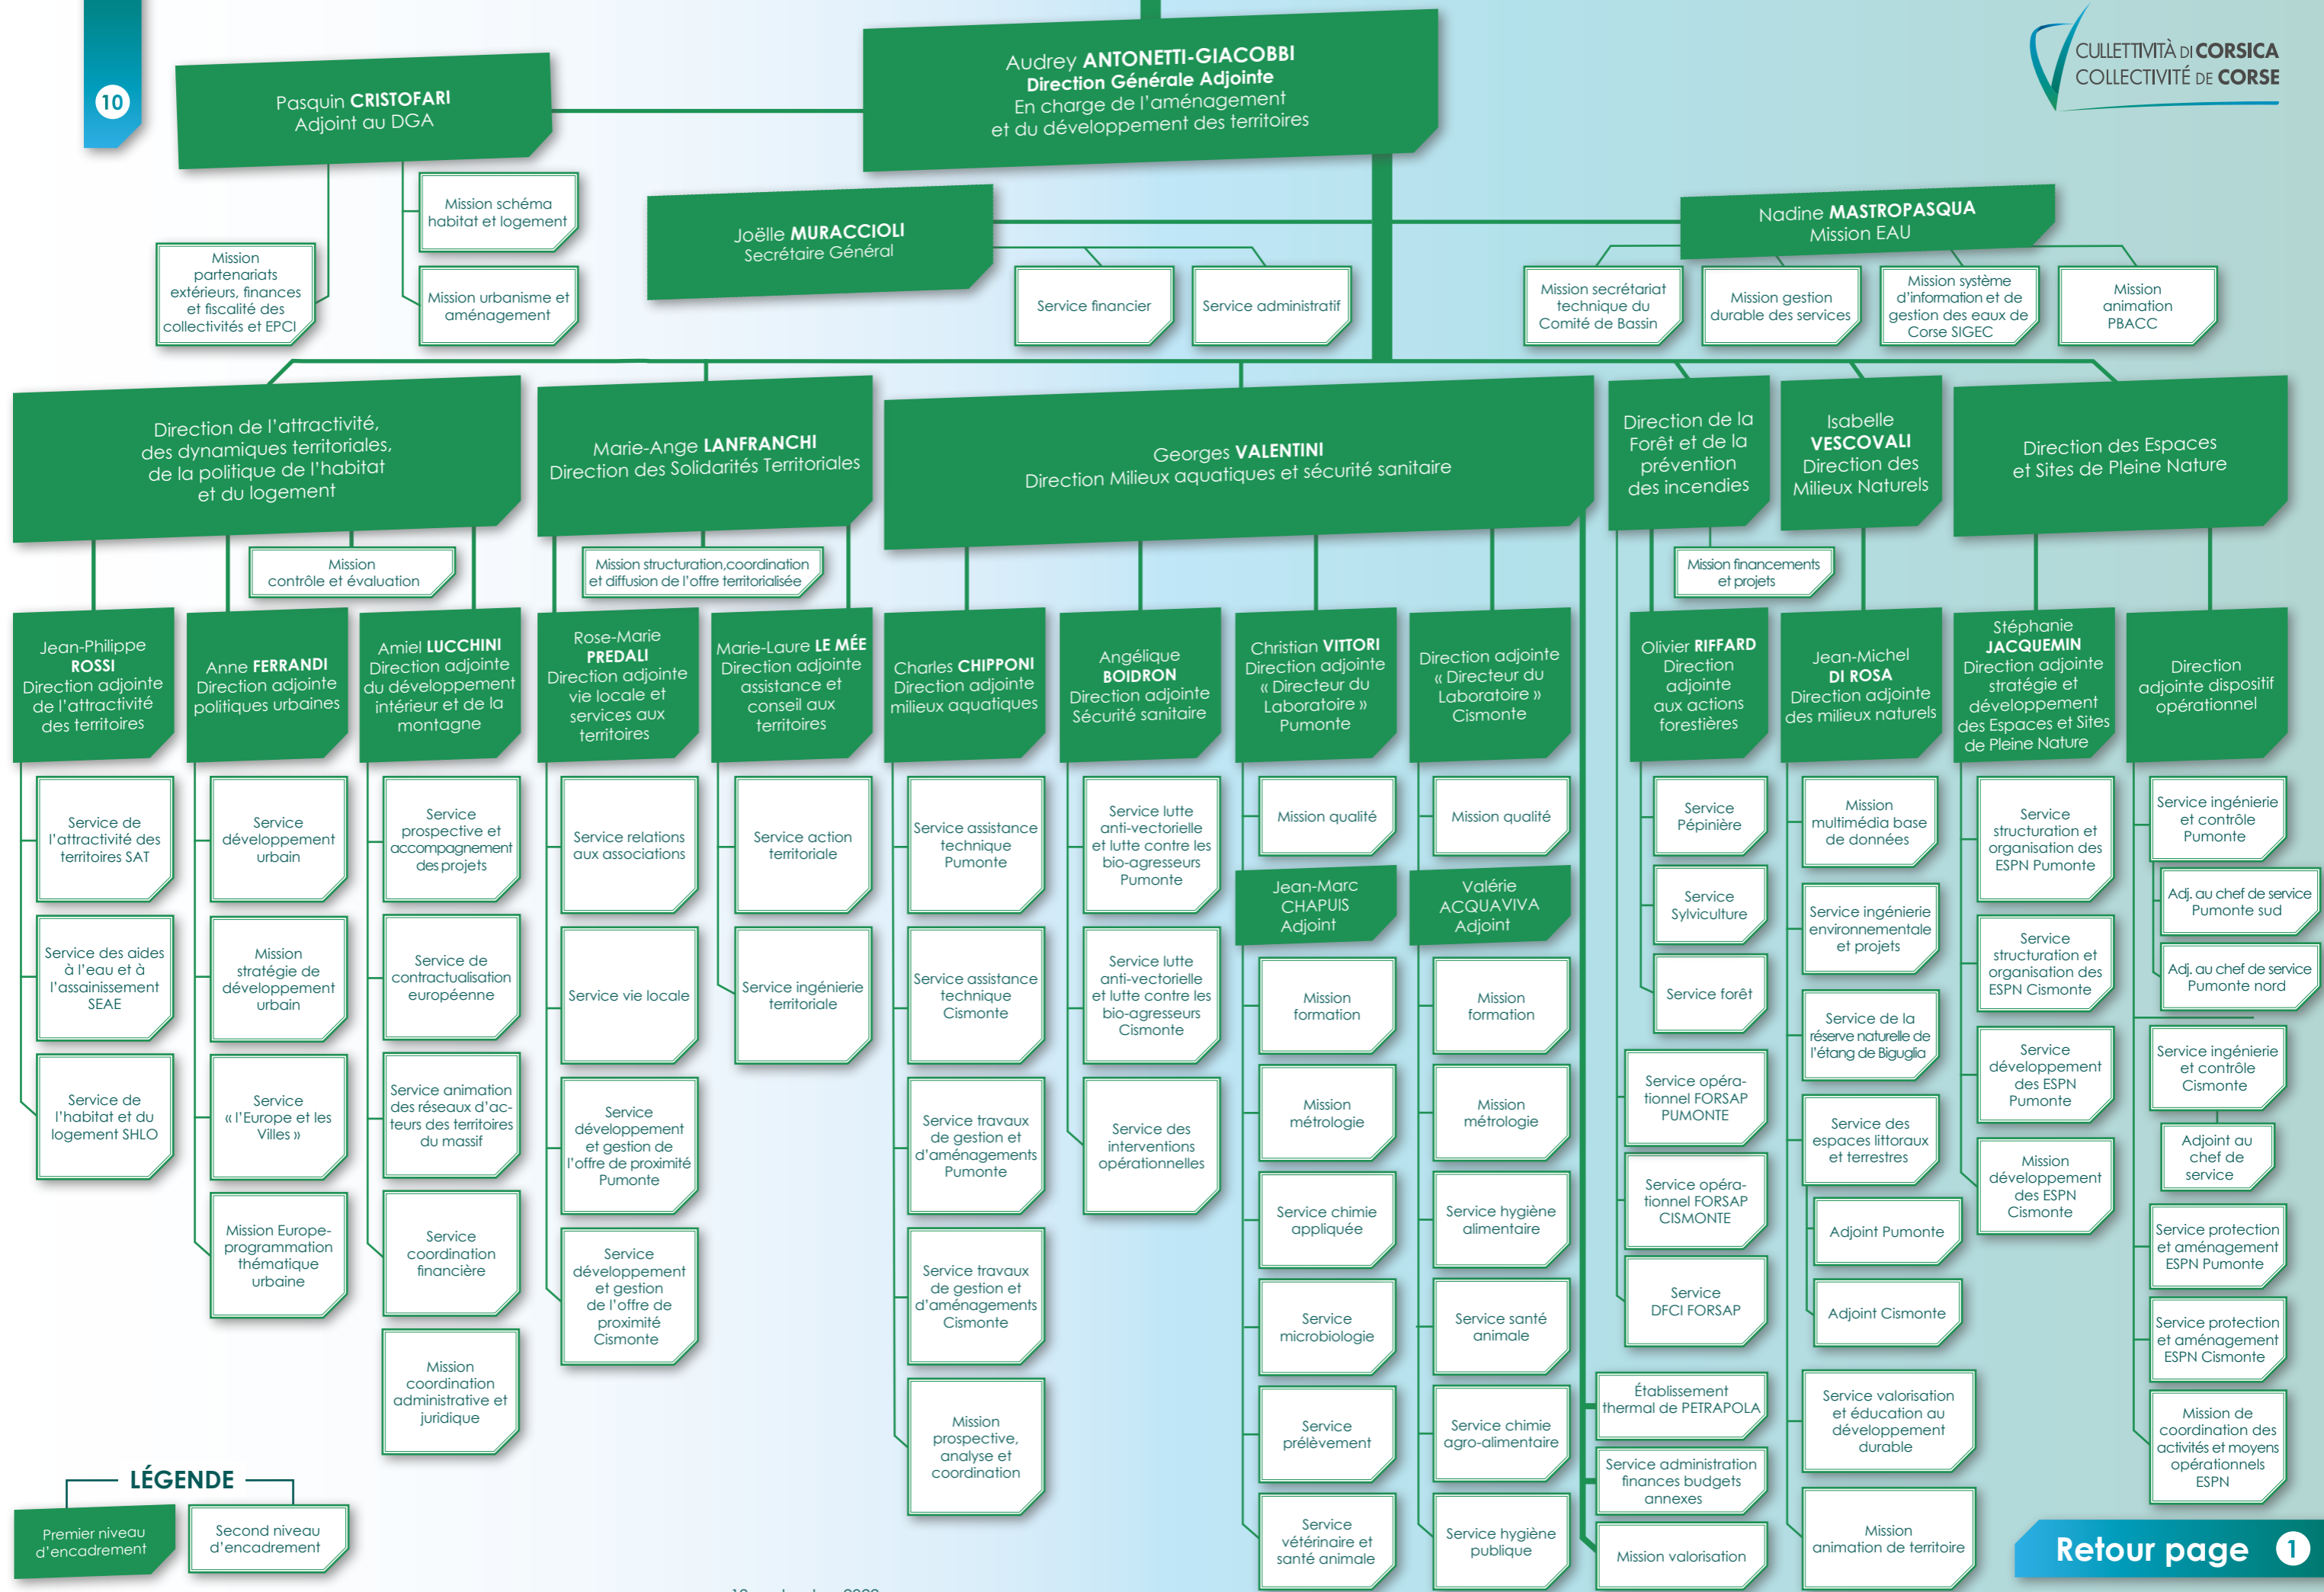 10
CULLETTIVITÀ DI CORSICA
COLLECTIVITÉ DE CORSE
Audrey ANTONETTI-GIACOBBI
Direction Générale Adjointe
En charge de l'aménagement
et du développement des territoires
Pasquin CRISTOFARI
Adjoint au DGA
Mission schéma
habitat et logement
Mission
partenariats
extérieurs, finances
et fiscalité des
collectivités et EPCI
Mission urbanisme et
aménagement
Joëlle MURACCIOLI
Secrétaire Général
Service financier
Service administratif
Nadine MASTROPASQUA
Mission EAU
Mission secrétariat
technique du
Comité de Bassin
Mission gestion
durable des services
Mission système
d'information et de
gestion des eaux de
Corse SIGEC
Mission
animation
PBACC
Direction de l'attractivité,
des dynamiques territoriales,
de la politique de l'habitat
et du logement
Mission
contrôle et évaluation
Marie-Ange LANFRANCHI
Direction des Solidarités Territoriales
Mission structuration,coordination
et diffusion de l'offre territorialisée
Georges VALENTINI
Direction Milieux aquatiques et sécurité sanitaire
Direction de la
Forêt et de la
prévention
des incendies
Mission financements
et projets
Isabelle
VESCOVALI
Direction des
Milieux Naturels
Direction des Espaces
et Sites de Pleine Nature
Jean-Philippe
ROSSI
Direction adjointe
de l'attractivité
des territoires
Service de
l'attractivité des
territoires SAT
Service des aides
à l'eau et à
l'assainissement
SEAE
Service de
l'habitat et du
logement SHLO
Anne FERRANDI
Direction adjointe
politiques urbaines
Service
développement
urbain
Mission
stratégie de
développement
urbain
Service
« l'Europe et les
Villes »
Mission Europe-
programmation
thématique
urbaine
Amiel LUCCHINI
Direction adjointe
du développement
intérieur et de la
montagne
Service
prospective et
accompagnement
des projets
Service de
contractualisation
européenne
Service animation
des réseaux d'ac-
teurs des territoires
du massif
Service
coordination
financière
Mission
coordination
administrative et
juridique
Rose-Marie
PREDALI
Direction adjointe
vie locale et
services aux
territoires
Service relations
aux associations
Service vie locale
Service
développement
et gestion de
l'offre de proximité
Pumonte
Service
développement
et gestion
de l'offre de
proximité
Cismonte
Marie-Laure LE MÉE
Direction adjointe
assistance et
conseil aux
territoires
Service action
territoriale
Service ingénierie
territoriale
Charles CHIPPONI
Direction adjointe
milieux aquatiques
Service assistance
technique
Pumonte
Service assistance
technique
Cismonte
Service travaux
de gestion et
d'aménagements
Pumonte
Service travaux
de gestion et
d'aménagements
Cismonte
Mission
prospective,
analyse et
coordination
Angélique
BOIDRON
Direction adjointe
Sécurité sanitaire
Service lutte
anti-vectorielle
et lutte contre les
bio-agresseurs
Pumonte
Service lutte
anti-vectorielle
et lutte contre les
bio-agresseurs
Cismonte
Service des
interventions
opérationnelles
Christian VITTORI
Direction adjointe
« Directeur du
Laboratoire »
Pumonte
Mission qualité
Jean-Marc
CHAPUIS
Adjoint
Mission
formation
Mission
métrologie
Service chimie
appliquée
Service
microbiologie
Service
prélèvement
Service
vétérinaire et
santé animale
Direction adjointe
« Directeur du
Laboratoire »
Cismonte
Mission qualité
Valérie
ACQUAVIVA
Adjoint
Mission
formation
Mission
métrologie
Service hygiène
alimentaire
Service santé
animale
Service chimie
agro-alimentaire
Service hygiène
publique
Établissement
thermal de PETRAPOLA
Service administration
finances budgets
annexes
Mission valorisation
Olivier RIFFARD
Direction
adjointe
aux actions
forestières
Service
Pépinière
Service
Sylviculture
Service forêt
Service opéra-
tionnel FORSAP
PUMONTE
Service opéra-
tionnel FORSAP
CISMONTE
Service
DFCI FORSAP
Jean-Michel
DI ROSA
Direction adjointe
des milieux naturels
Mission
multimédia base
de données
Service ingénierie
environnementale
et projets
Service de la
réserve naturelle de
l'étang de Biguglia
Service des
espaces littoraux
et terrestres
Adjoint Pumonte
Adjoint Cismonte
Service valorisation
et éducation au
développement
durable
Mission
animation de territoire
Stéphanie
JACQUEMIN
Direction adjointe
stratégie et
développement
des Espaces et Sites
de Pleine Nature
Service
structuration et
organisation des
ESPN Pumonte
Service
structuration et
organisation des
ESPN Cismonte
Service
développement
des ESPN
Pumonte
Mission
développement
des ESPN
Cismonte
Direction
adjointe dispositif
opérationnel
Service ingénierie
et contrôle
Pumonte
Adj. au chef de service
Pumonte sud
Adj. au chef de service
Pumonte nord
Service ingénierie
et contrôle
Cismonte
Adjoint au
chef de
service
Service protection
et aménagement
ESPN Pumonte
Service protection
et aménagement
ESPN Cismonte
Mission de
coordination des
activités et moyens
opérationnels
ESPN
LÉGENDE
Premier niveau
d'encadrement
Second niveau
d'encadrement
Retour page 1